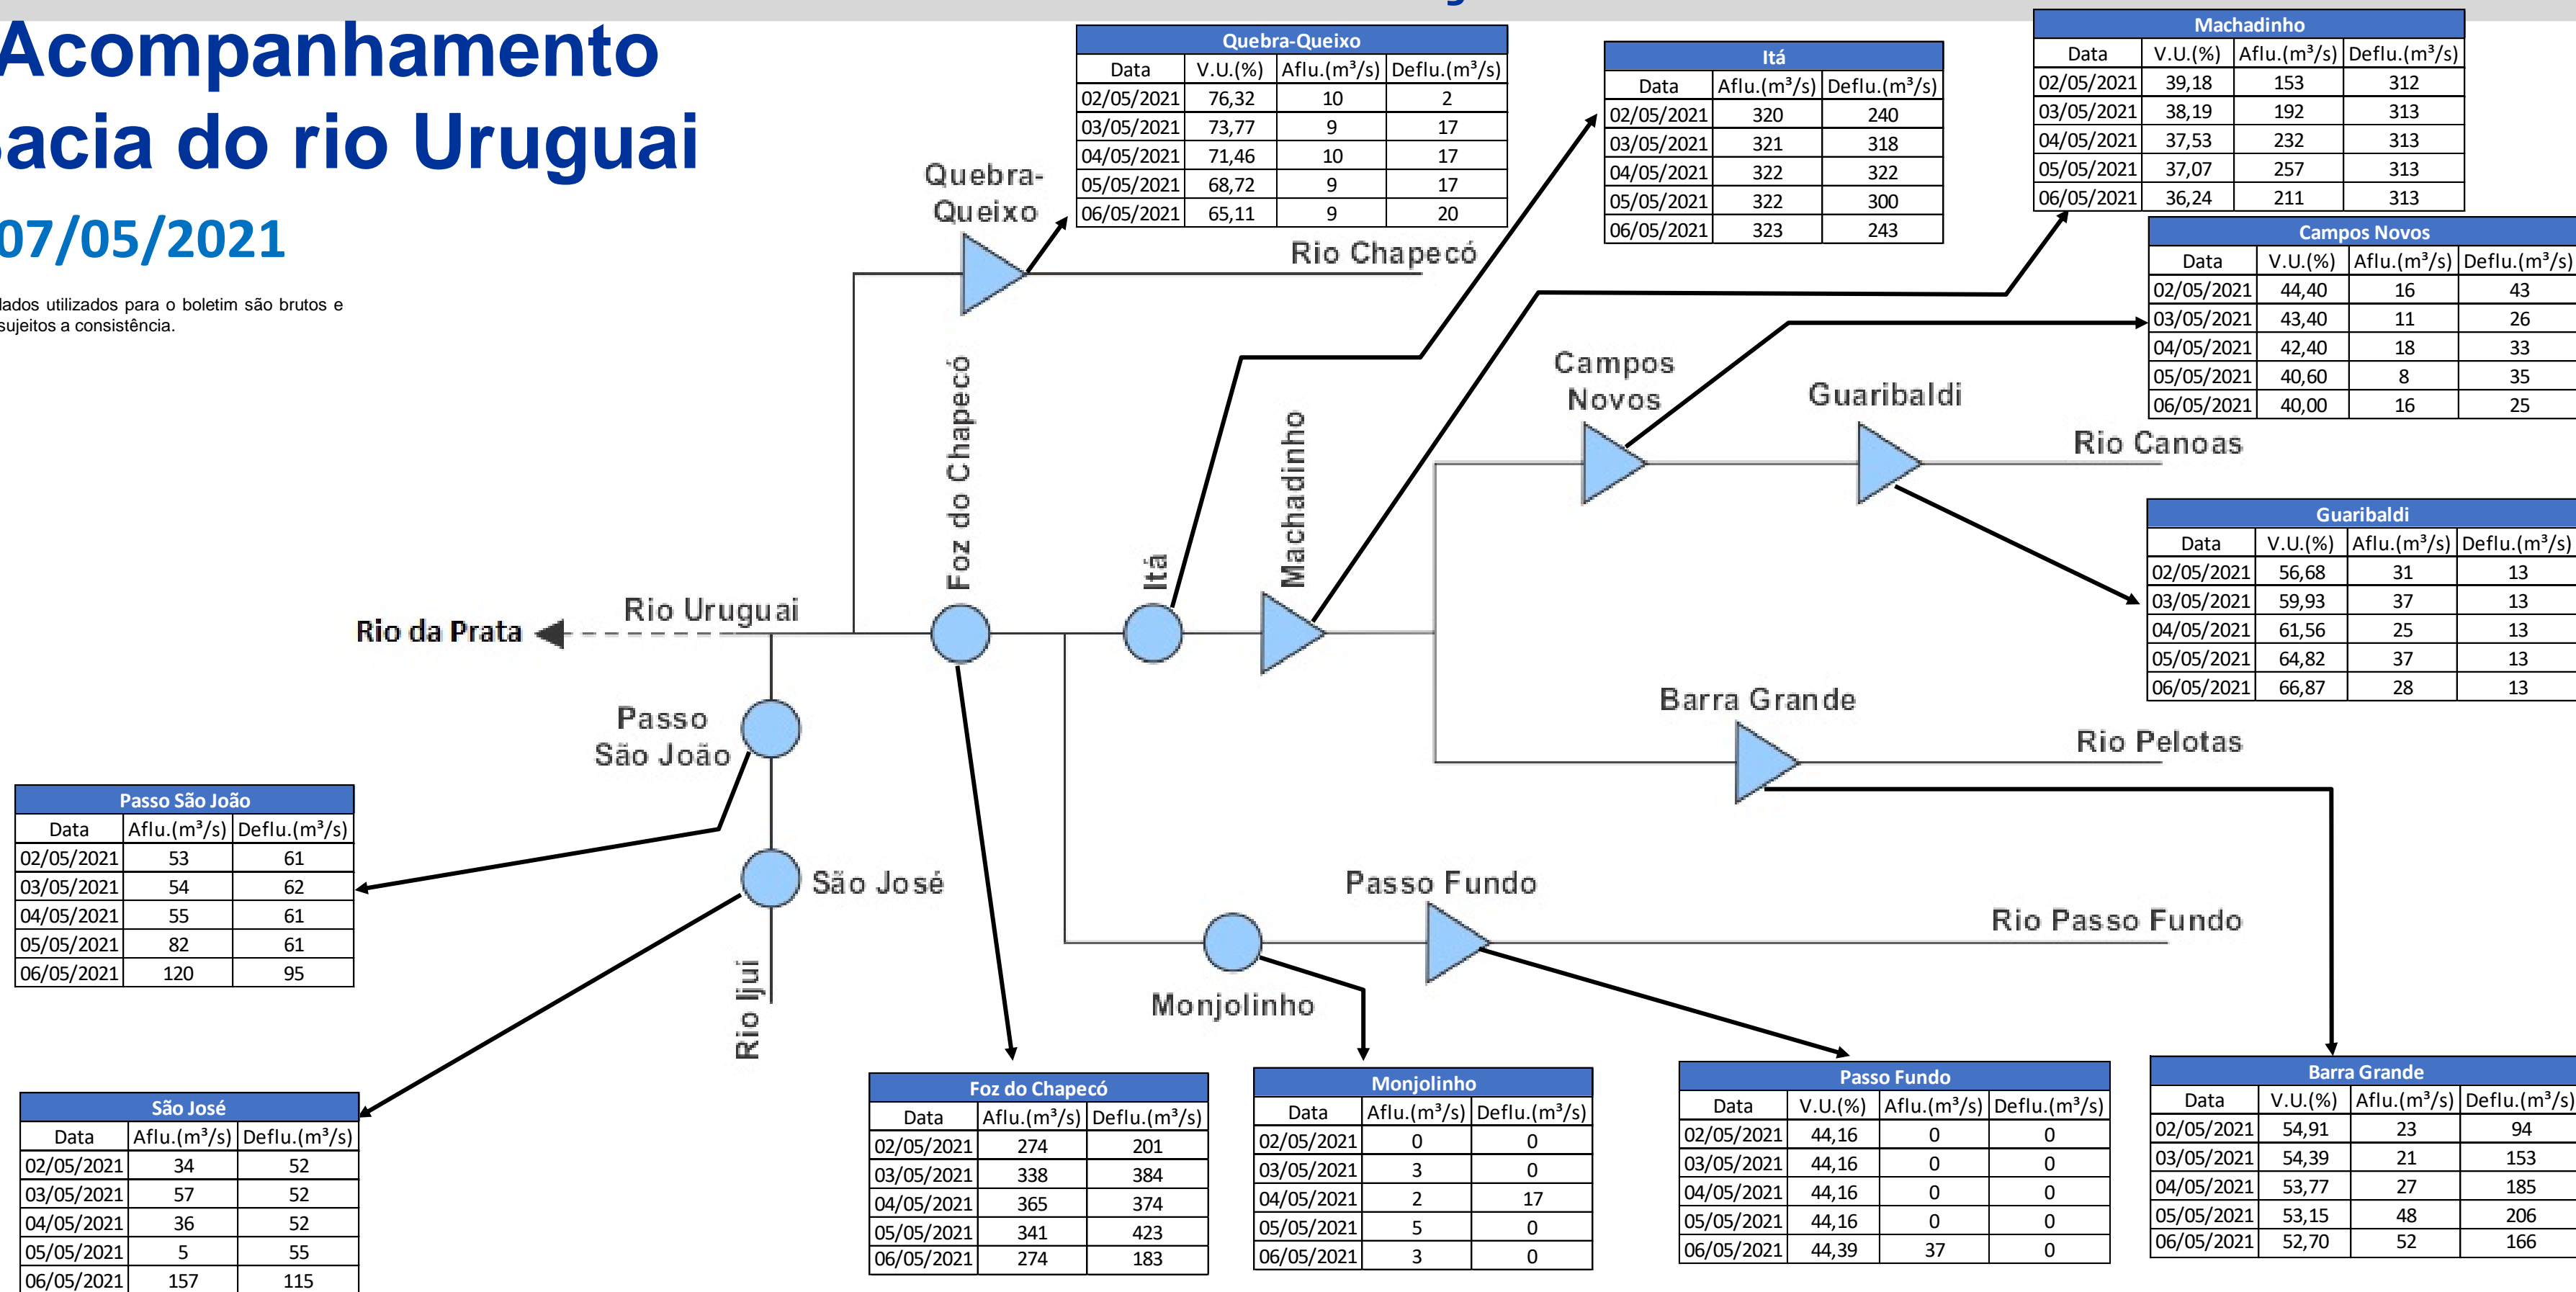 Acompanhamento
acia do rio Uruguai
07/05/2021
dados utilizados para o boletim são brutos e
sujeitos a consistência.
Quebra-Queixo
Data V.U.(%) Aflu.(m³/s) Deflu.(m³/s)
02/05/2021 76,32 10 2
03/05/2021 73,77 9 17
04/05/2021 71,46 10 17
05/05/2021 68,72 9 17
06/05/2021 65,11 9 20
Itá
Data Aflu.(m³/s) Deflu.(m³/s)
02/05/2021 320 240
03/05/2021 321 318
04/05/2021 322 322
05/05/2021 322 300
06/05/2021 323 243
Machadinho
Data V.U.(%) Aflu.(m³/s) Deflu.(m³/s)
02/05/2021 39,18 153 312
03/05/2021 38,19 192 313
04/05/2021 37,53 232 313
05/05/2021 37,07 257 313
06/05/2021 36,24 211 313
Campos Novos
Data V.U.(%) Aflu.(m³/s) Deflu.(m³/s)
02/05/2021 44,40 16 43
03/05/2021 43,40 11 26
04/05/2021 42,40 18 33
05/05/2021 40,60 8 35
06/05/2021 40,00 16 25
Guaribaldi
Data V.U.(%) Aflu.(m³/s) Deflu.(m³/s)
02/05/2021 56,68 31 13
03/05/2021 59,93 37 13
04/05/2021 61,56 25 13
05/05/2021 64,82 37 13
06/05/2021 66,87 28 13
Quebra-
Queixo
Rio Chapecó
Foz do Chapecó
Itá
Machadinho
Campos
Novos
Guaribaldi
Rio Canoas
Rio da Prata
Rio Uruguai
Barra Grande
Rio Pelotas
Passo
São João
São José
Rio Ijuí
Passo Fundo
Rio Passo Fundo
Monjolinho
Passo São João
Data Aflu.(m³/s) Deflu.(m³/s)
02/05/2021 53 61
03/05/2021 54 62
04/05/2021 55 61
05/05/2021 82 61
06/05/2021 120 95
São José
Data Aflu.(m³/s) Deflu.(m³/s)
02/05/2021 34 52
03/05/2021 57 52
04/05/2021 36 52
05/05/2021 5 55
06/05/2021 157 115
Foz do Chapecó
Data Aflu.(m³/s) Deflu.(m³/s)
02/05/2021 274 201
03/05/2021 338 384
04/05/2021 365 374
05/05/2021 341 423
06/05/2021 274 183
Monjolinho
Data Aflu.(m³/s) Deflu.(m³/s)
02/05/2021 0 0
03/05/2021 3 0
04/05/2021 2 17
05/05/2021 5 0
06/05/2021 3 0
Passo Fundo
Data V.U.(%) Aflu.(m³/s) Deflu.(m³/s)
02/05/2021 44,16 0 0
03/05/2021 44,16 0 0
04/05/2021 44,16 0 0
05/05/2021 44,16 0 0
06/05/2021 44,39 37 0
Barra Grande
Data V.U.(%) Aflu.(m³/s) Deflu.(m³/s)
02/05/2021 54,91 23 94
03/05/2021 54,39 21 153
04/05/2021 53,77 27 185
05/05/2021 53,15 48 206
06/05/2021 52,70 52 166